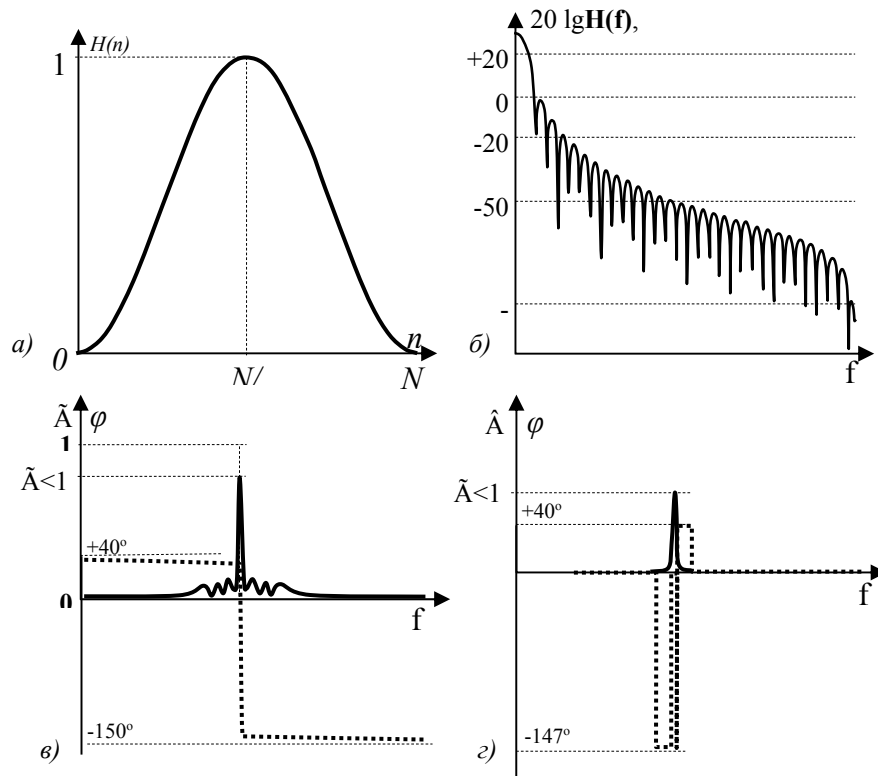 H(n)
1
n
0
N/
N
а)
20 lgH(f),
+20
0
-20
-50
-
f
б)
Ã φ
1
Ã<1
+40º
0
f
-150º
в)
Â φ
Ã<1
+40º
f
-147º
г)